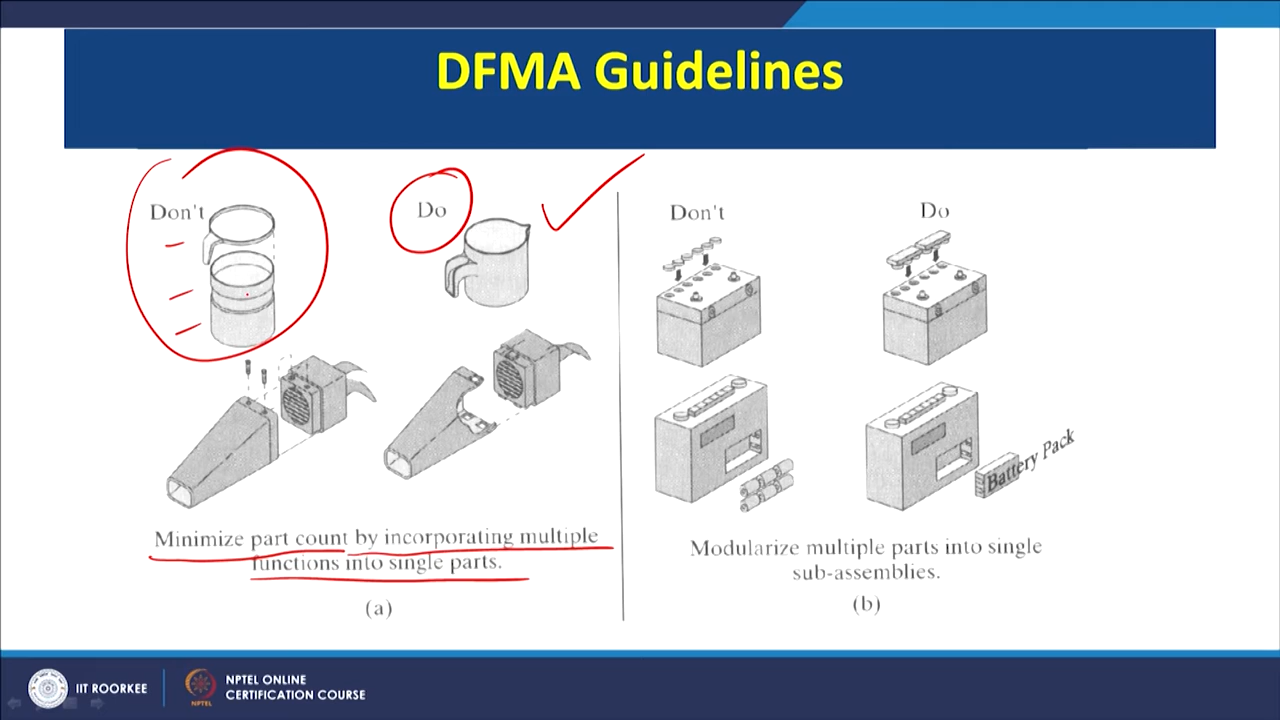 DFMA Guidelines
Don't
Do
Minimize part count by incorporating multiple
functions into single parts.
(a)
Don't
Do
Battery Pack
Modularize multiple parts into single
sub-assemblies.
(b)
IIT ROORKEE
NPTEL
NPTEL ONLINE
CERTIFICATION COURSE